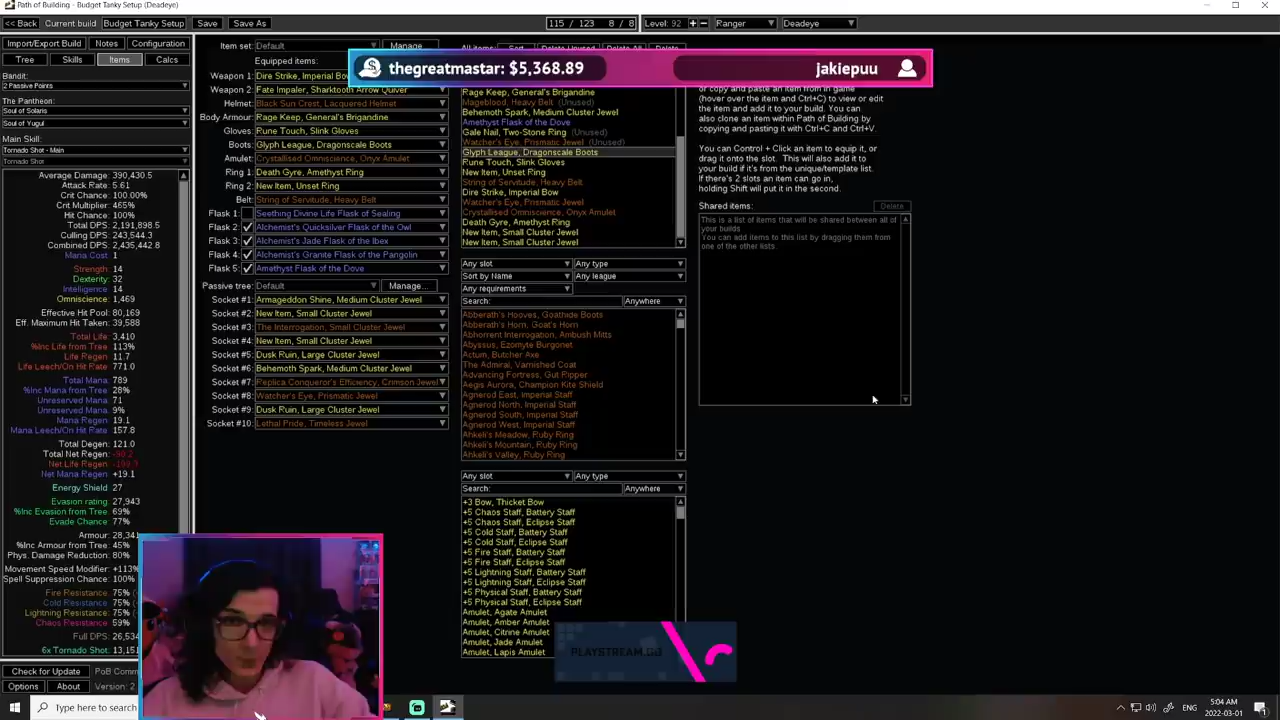 Path of Building - Budget Tanky Setup (Deadeye)
<< Back Current build: Budget Tanky Setup Save Save As 115 / 123 8 / 8 Level: 92 + - Ranger Deadeye
Import/Export Build Notes Configuration
Tree Skills Items Calcs
Bandit:
2 Passive Points
The Pantheon:
Soul of Solaris
Soul of Yugul
Main Skill:
Tornado Shot - Main
Tornado Shot
Average Damage: 390,430.5
Attack Rate: 5.61
Crit Chance: 100.00%
Crit Multiplier: 465%
Hit Chance: 100%
Total DPS: 2,191,898.5
Culling DPS: 243,544.3
Combined DPS: 2,435,442.8
Mana Cost: 1
Strength: 14
Dexterity: 32
Intelligence: 14
Omniscience: 1,469
Effective Hit Pool: 80,169
Eff. Maximum Hit Taken: 39,588
Total Life: 3,410
%Inc Life from Tree: 113%
Life Regen: 11.7
Life Leech/On Hit Rate: 771.0
Total Mana: 789
%Inc Mana from Tree: 28%
Unreserved Mana: 71
Unreserved Mana: 9%
Mana Regen: 19.1
Mana Leech/On Hit Rate: 157.8
Total Degen: 121.0
Total Net Regen: -90.2
Net Life Regen:
Net Mana Regen: +19.1
Energy Shield: 27
Evasion rating: 27,943
%Inc Evasion from Tree: 69%
Evade Chance: 77%
Armour: 28,341
%Inc Armour from Tree: 45%
Phys. Damage Reduction: 80%
Movement Speed Modifier: +113%
Spell Suppression Chance: 100%
Fire Resistance: 75%
Cold Resistance: 75%
Lightning Resistance: 75%
Chaos Resistance: 59%
Full DPS: 26,534
6x Tornado Shot: 13,151
Check for Update PoB Comm
Options About Version: 2
Item set: Default Manage...
Equipped items:
Weapon 1: Dire Strike, Imperial Bow
Weapon 2: Fate Impaler, Sharktooth Arrow Quiver
Helmet: Black Sun Crest, Lacquered Helmet
Body Armour: Rage Keep, General's Brigandine
Gloves: Rune Touch, Slink Gloves
Boots: Glyph League, Dragonscale Boots
Amulet: Crystallised Omniscience, Onyx Amulet
Ring 1: Death Gyre, Amethyst Ring
Ring 2: New Item, Unset Ring
Belt: String of Servitude, Heavy Belt
Flask 1: Seething Divine Life Flask of Sealing
Flask 2: Alchemist's Quicksilver Flask of the Owl
Flask 3: Alchemist's Jade Flask of the Ibex
Flask 4: Alchemist's Granite Flask of the Pangolin
Flask 5: Amethyst Flask of the Dove
Passive tree: Default Manage...
Socket #1: Armageddon Shine, Medium Cluster Jewel
Socket #2: New Item, Small Cluster Jewel
Socket #3: The Interrogation, Small Cluster Jewel
Socket #4: New Item, Small Cluster Jewel
Socket #5: Dusk Ruin, Large Cluster Jewel
Socket #6: Behemoth Spark, Medium Cluster Jewel
Socket #7: Replica Conqueror's Efficiency, Crimson Jewel
Socket #8: Watcher's Eye, Prismatic Jewel
Socket #9: Dusk Ruin, Large Cluster Jewel
Socket #10: Lethal Pride, Timeless Jewel
thegreatmastar: $5,368.89
jakiepuu
All items: Sort Delete Unused Delete All Delete
Rage Keep, General's Brigandine
Mageblood, Heavy Belt (Unused)
Behemoth Spark, Medium Cluster Jewel
Amethyst Flask of the Dove
Gale Nail, Two-Stone Ring (Unused)
Watcher's Eye, Prismatic Jewel (Unused)
Glyph League, Dragonscale Boots
Rune Touch, Slink Gloves
New Item, Unset Ring
String of Servitude, Heavy Belt
Dire Strike, Imperial Bow
Watcher's Eye, Prismatic Jewel
Crystallised Omniscience, Onyx Amulet
Death Gyre, Amethyst Ring
New Item, Small Cluster Jewel
New Item, Small Cluster Jewel
Any slot Any type
Sort by Name Any league
Any requirements
Search: Anywhere
Abberath's Hooves, Goathide Boots
Abberath's Horn, Goat's Horn
Abhorrent Interrogation, Ambush Mitts
Abyssus, Ezomyte Burgonet
Actum, Butcher Axe
The Admiral, Varnished Coat
Advancing Fortress, Gut Ripper
Aegis Aurora, Champion Kite Shield
Agnerod East, Imperial Staff
Agnerod North, Imperial Staff
Agnerod South, Imperial Staff
Agnerod West, Imperial Staff
Ahkeli's Meadow, Ruby Ring
Ahkeli's Mountain, Ruby Ring
Ahkeli's Valley, Ruby Ring
Any slot Any type
Search: Anywhere
+3 Bow, Thicket Bow
+5 Chaos Staff, Battery Staff
+5 Chaos Staff, Eclipse Staff
+5 Cold Staff, Battery Staff
+5 Cold Staff, Eclipse Staff
+5 Fire Staff, Battery Staff
+5 Fire Staff, Eclipse Staff
+5 Lightning Staff, Battery Staff
+5 Lightning Staff, Eclipse Staff
+5 Physical Staff, Battery Staff
+5 Physical Staff, Eclipse Staff
Amulet, Agate Amulet
Amulet, Amber Amulet
Amulet, Citrine Amulet
Amulet, Jade Amulet
Amulet, Lapis Amulet
or copy and paste the item from in game
(hover over the item and Ctrl+C) to view or edit
the item and add it to your build. You can
also clone an item within Path of Building by
copying and pasting it with Ctrl+C and Ctrl+V.
You can Control + Click an item to equip it, or
drag it onto the slot. This will also add it to
your build if it's from the unique/template list.
If there's 2 slots an item can go in,
holding Shift will put it in the second.
Shared items: Delete
This is a list of items that will be shared between all of
your builds.
You can add items to this list by dragging them from
one of the other lists.
PLAYSTREAM.GG
Type here to search
ENG
5:04 AM
2022-03-01